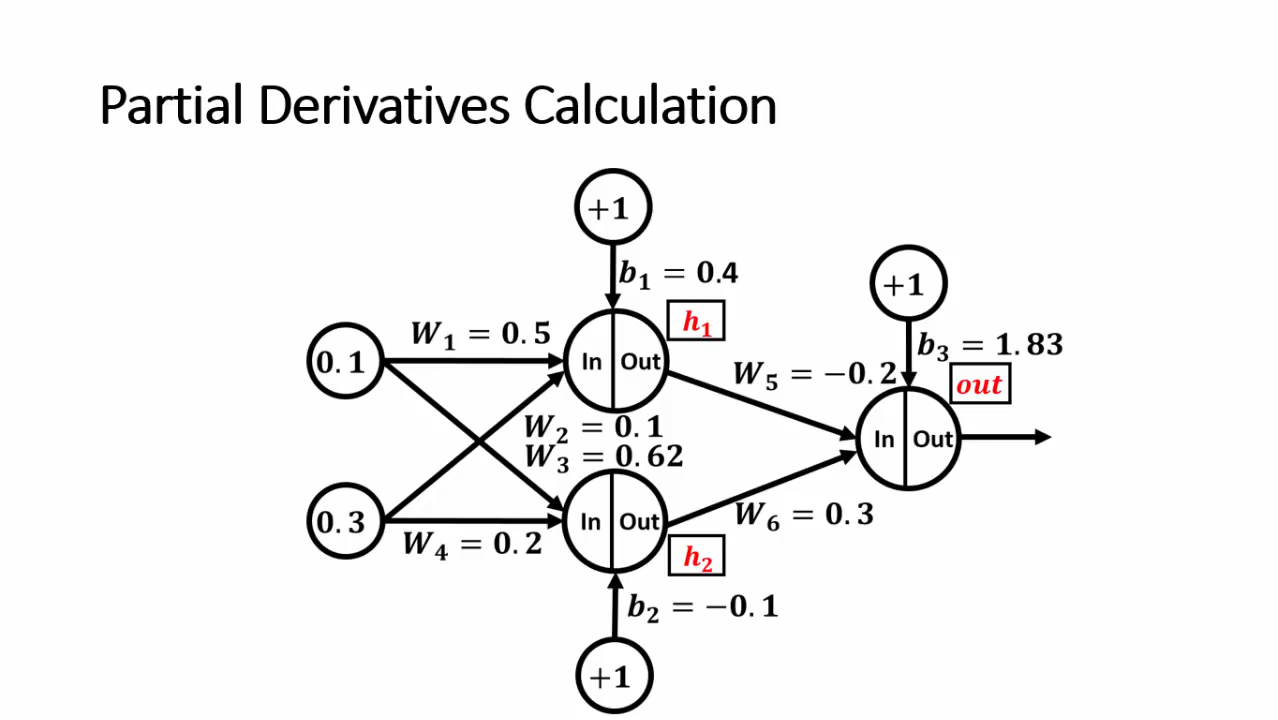 Partial Derivatives Calculation
+1
b₁ = 0.4
+1
h₁
W₁ = 0.5
b₃ = 1.83
0.1
In Out
W₅ = −0.2
out
W₂ = 0.1
In Out
W₃ = 0.62
0.3
In Out
W₆ = 0.3
W₄ = 0.2
h₂
b₂ = −0.1
+1